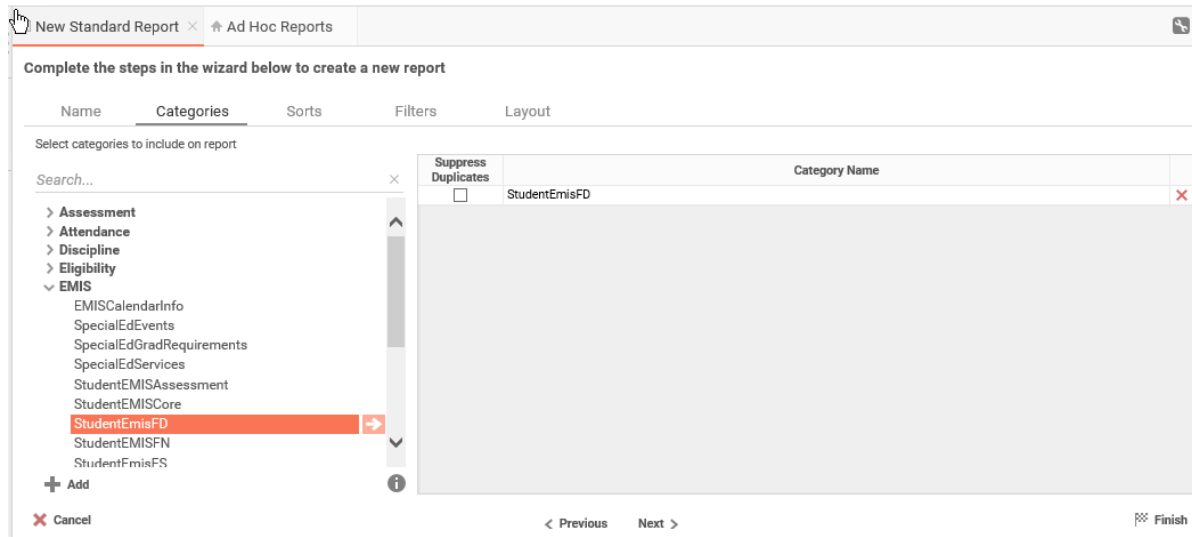 New Standard Report
Ad Hoc Reports
Complete the steps in the wizard below to create a new report
Name Categories Sorts Filters Layout
Select categories to include on report
Search...
Suppress Duplicates
Category Name
StudentEmisFD
Assessment
Attendance
Discipline
Eligibility
EMIS
EMISCalendarInfo
SpecialEdEvents
SpecialEdGradRequirements
SpecialEdServices
StudentEMISAssessment
StudentEMISCore
StudentEmisFD
StudentEMISFN
StudentEmisFS
Add
Cancel
Previous Next
Finish